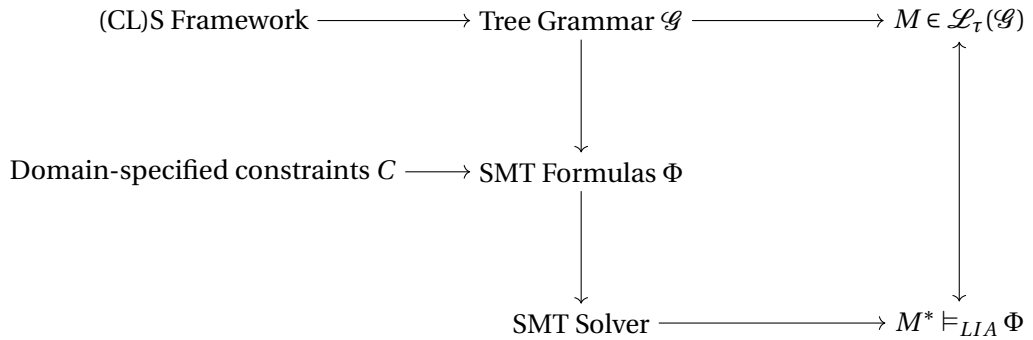 (CL)S Framework Tree Grammar 𝒢 M ∈ ℒ_τ(𝒢)
Domain-specified constraints C SMT Formulas Φ
SMT Solver M* ⊨_LIA Φ